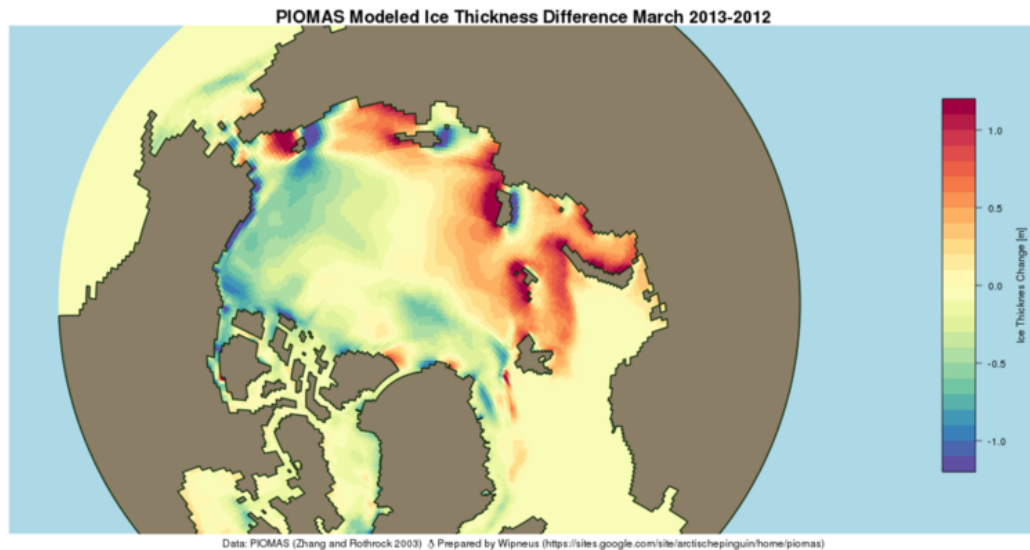 PIOMAS Modeled Ice Thickness Difference March 2013-2012
1.0
0.5
0.0
-0.5
-1.0
Ice Thicknes Change [m]
Data: PIOMAS (Zhang and Rothrock 2003) Prepared by Wipneus (https://sites.google.com/site/arctischepinguin/home/piomas)